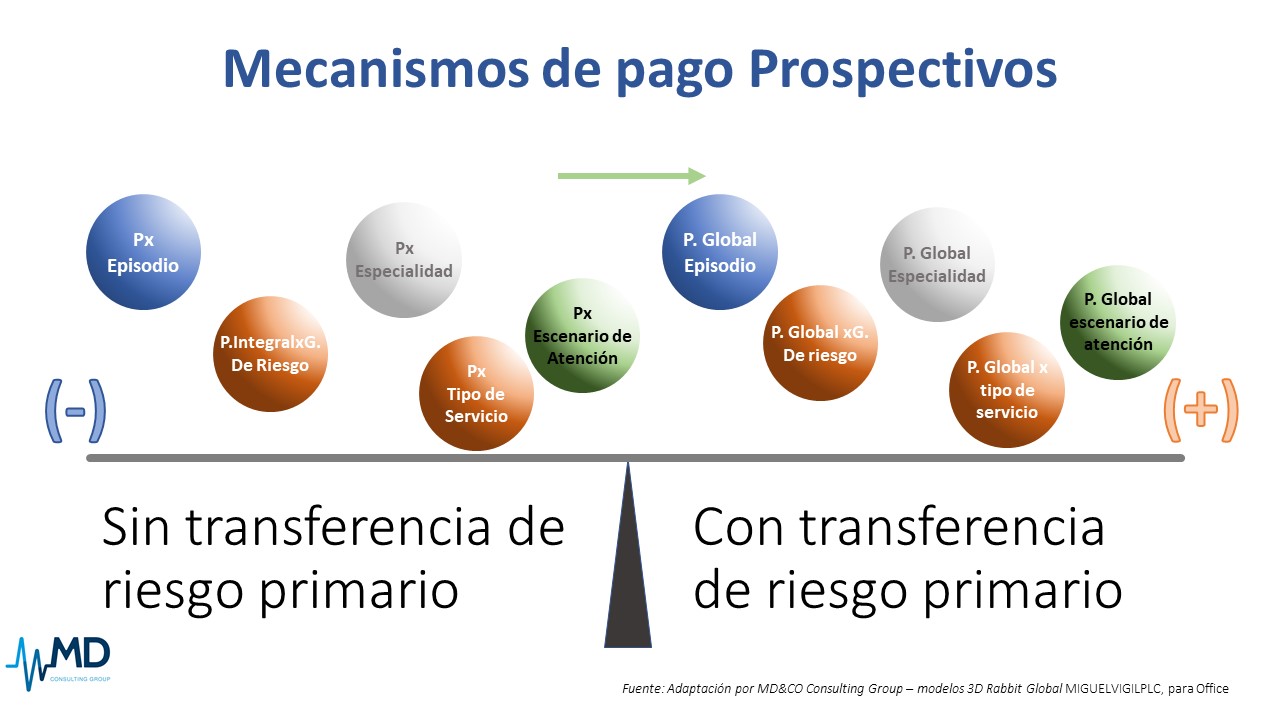 Mecanismos de pago Prospectivos
Px
Episodio
P.IntegralxG.
De Riesgo
Px
Especialidad
Px
Tipo de
Servicio
Px
Escenario de
Atención
P. Global
Episodio
P. Global xG.
De riesgo
P. Global
Especialidad
P. Global x
tipo de
servicio
P. Global
escenario de
atención
(-)
(+)
Sin transferencia de
riesgo primario
Con transferencia
de riesgo primario
MD
CONSULTING GROUP
Fuente: Adaptación por MD&CO Consulting Group – modelos 3D Rabbit Global MIGUELVIGILPLC, para Office